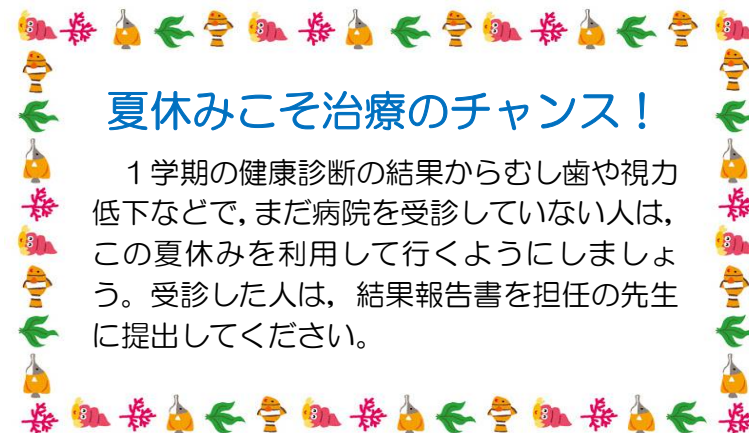 夏休みこそ治療のチャンス！
　１学期の健康診断の結果からむし歯や視力
低下などで，まだ病院を受診していない人は，
この夏休みを利用して行くようにしましょ
う。受診した人は，結果報告書を担任の先生
に提出してください。